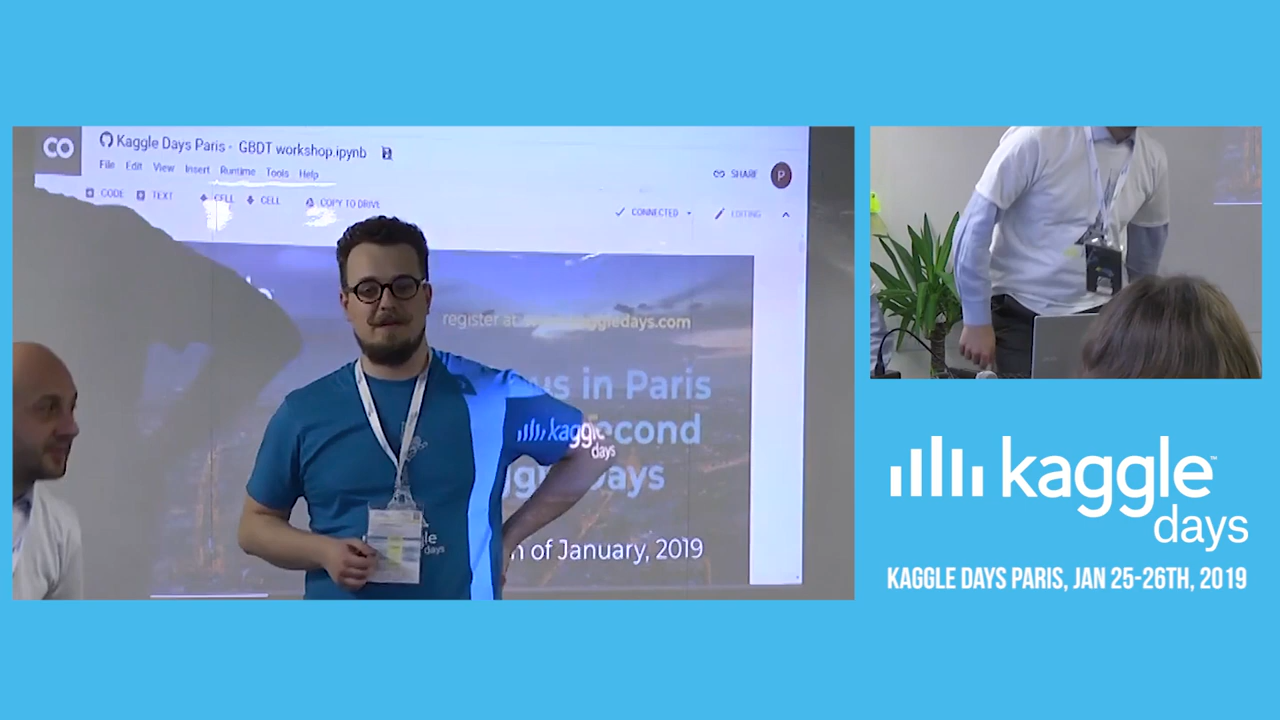 CO
Kaggle Days Paris - GBDT workshop.ipynb
File Edit View Insert Runtime Tools Help
SHARE
P
CODE TEXT CELL CELL COPY TO DRIVE
CONNECTED
EDITING
register at
days.com
in Paris
kaggle
days
Days
of January, 2019
kaggle
days
KAGGLE DAYS PARIS, JAN 25-26TH, 2019